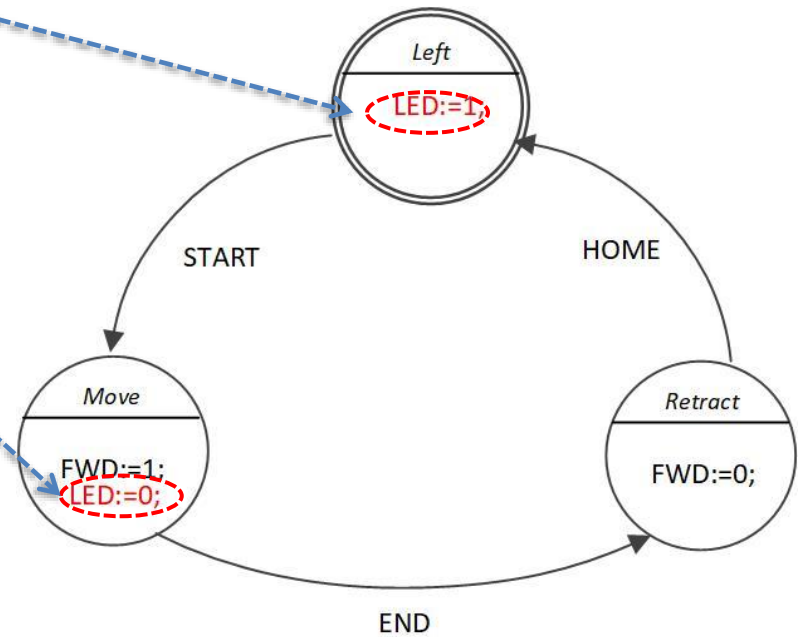 Left
LED:=1;
START
HOME
Move
FWD:=1;
LED:=0;
Retract
FWD:=0;
END